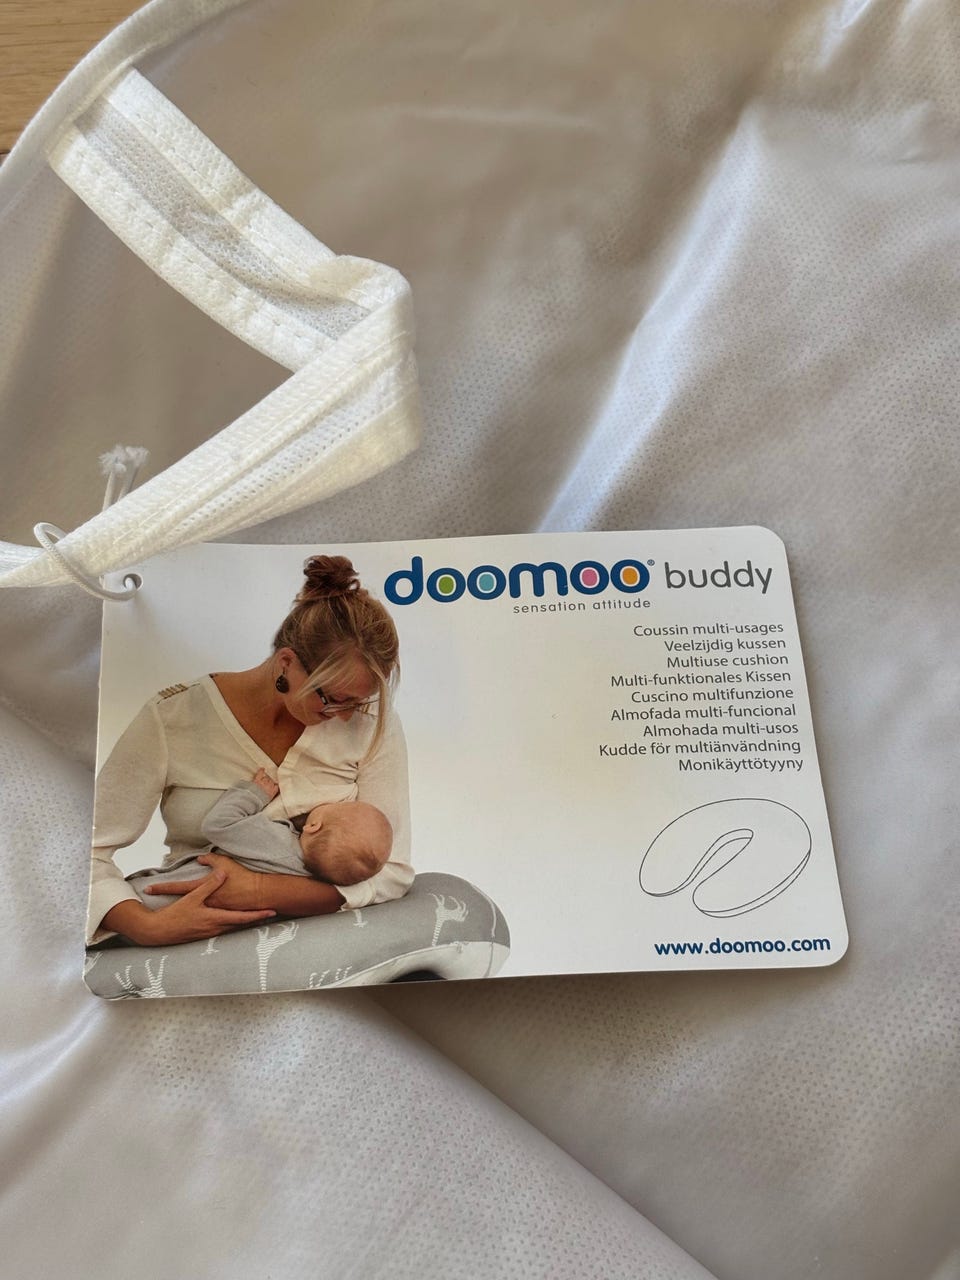 doomoo® buddy
sensation attitude
Coussin multi-usages
Veelzijdig kussen
Multiuse cushion
Multi-funktionales Kissen
Cuscino multifunzione
Almofada multi-funcional
Almohada multi-usos
Kudde för multiänvändning
Monikäyttötyyny
www.doomoo.com